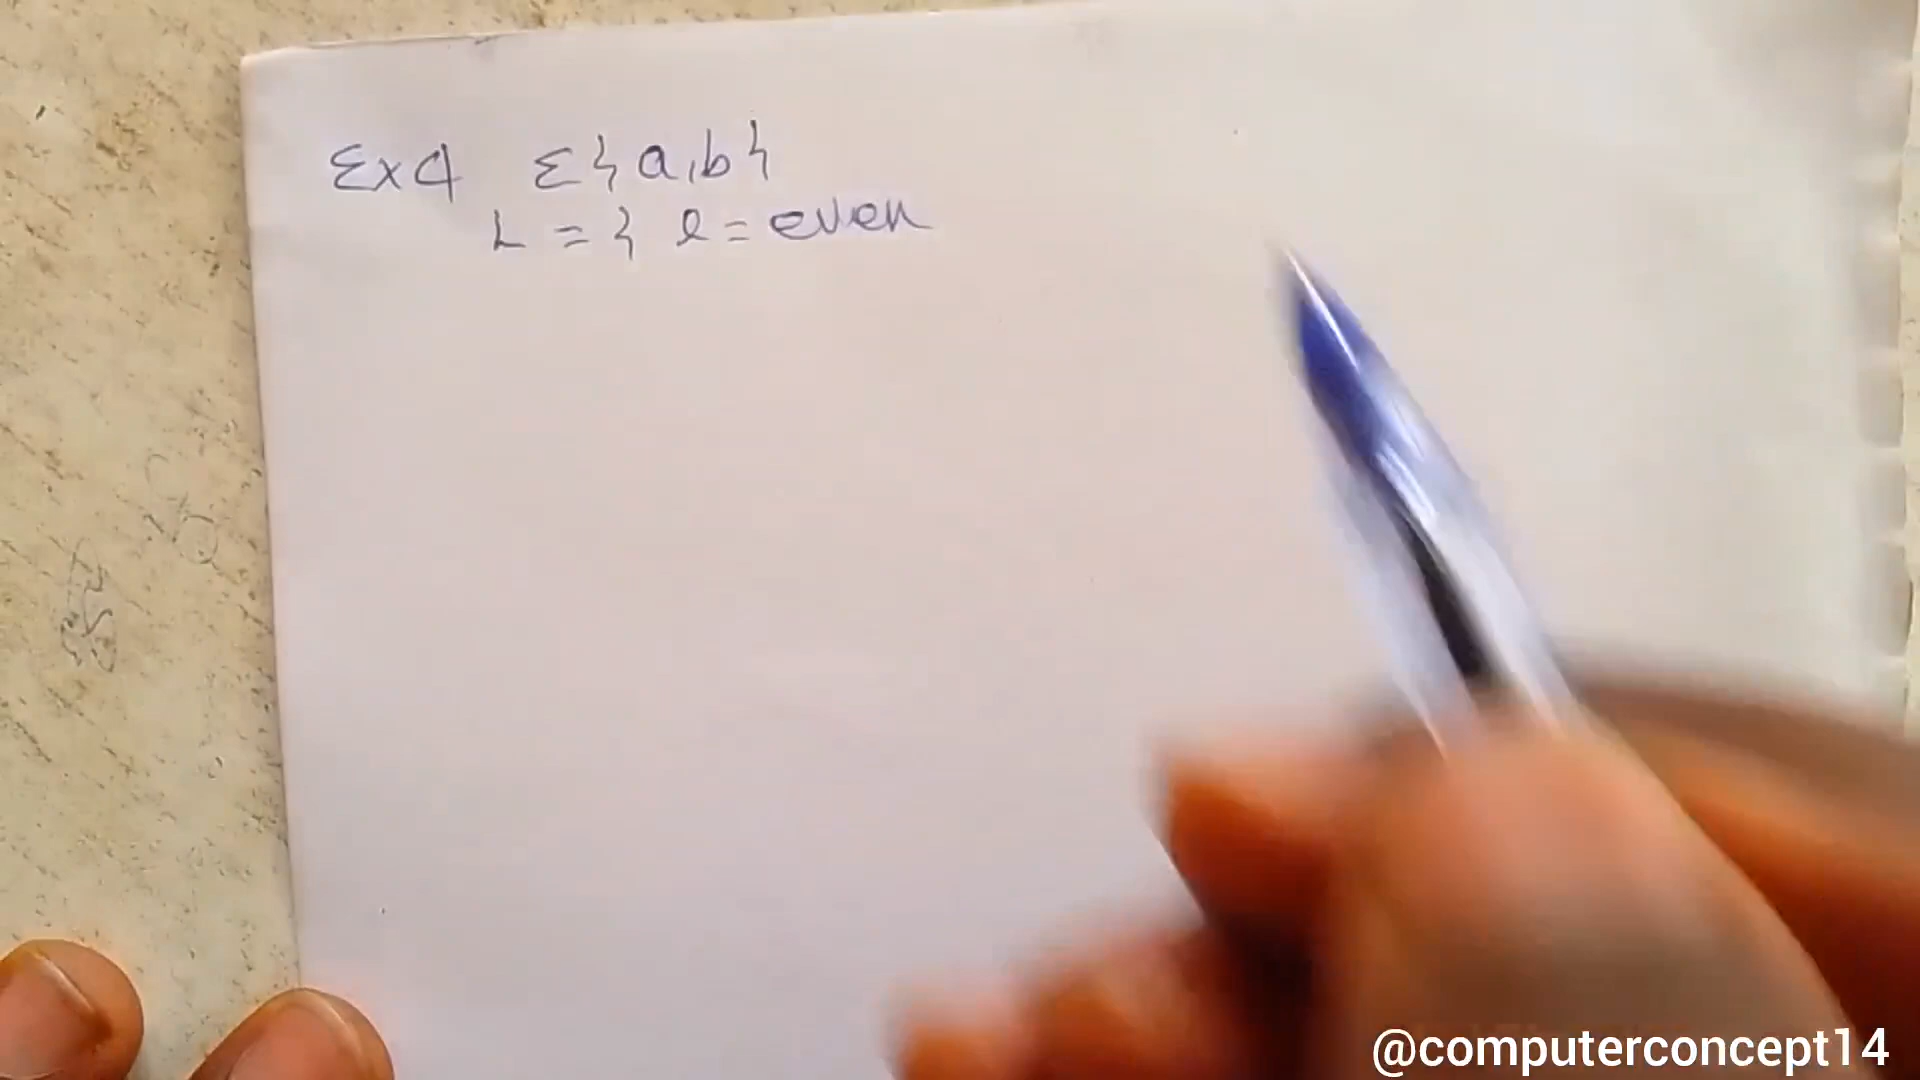 Ex 4 Σ{a,b}
L = { l = even
@computerconcept14